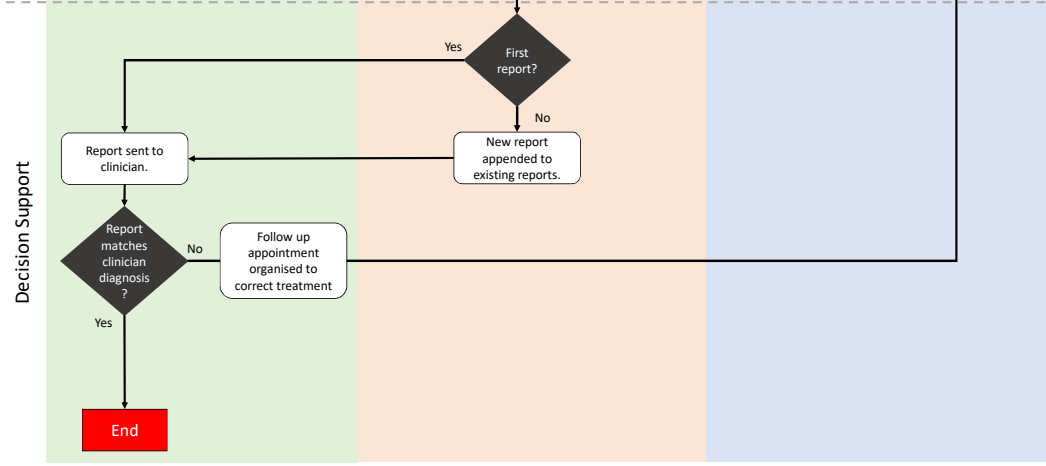 Yes
First
report?
No
Report sent to
clinician.
New report
appended to
existing reports.
Decision Support
Report
matches
clinician
diagnosis
?
No
Follow up
appointment
organised to
correct treatment
Yes
End